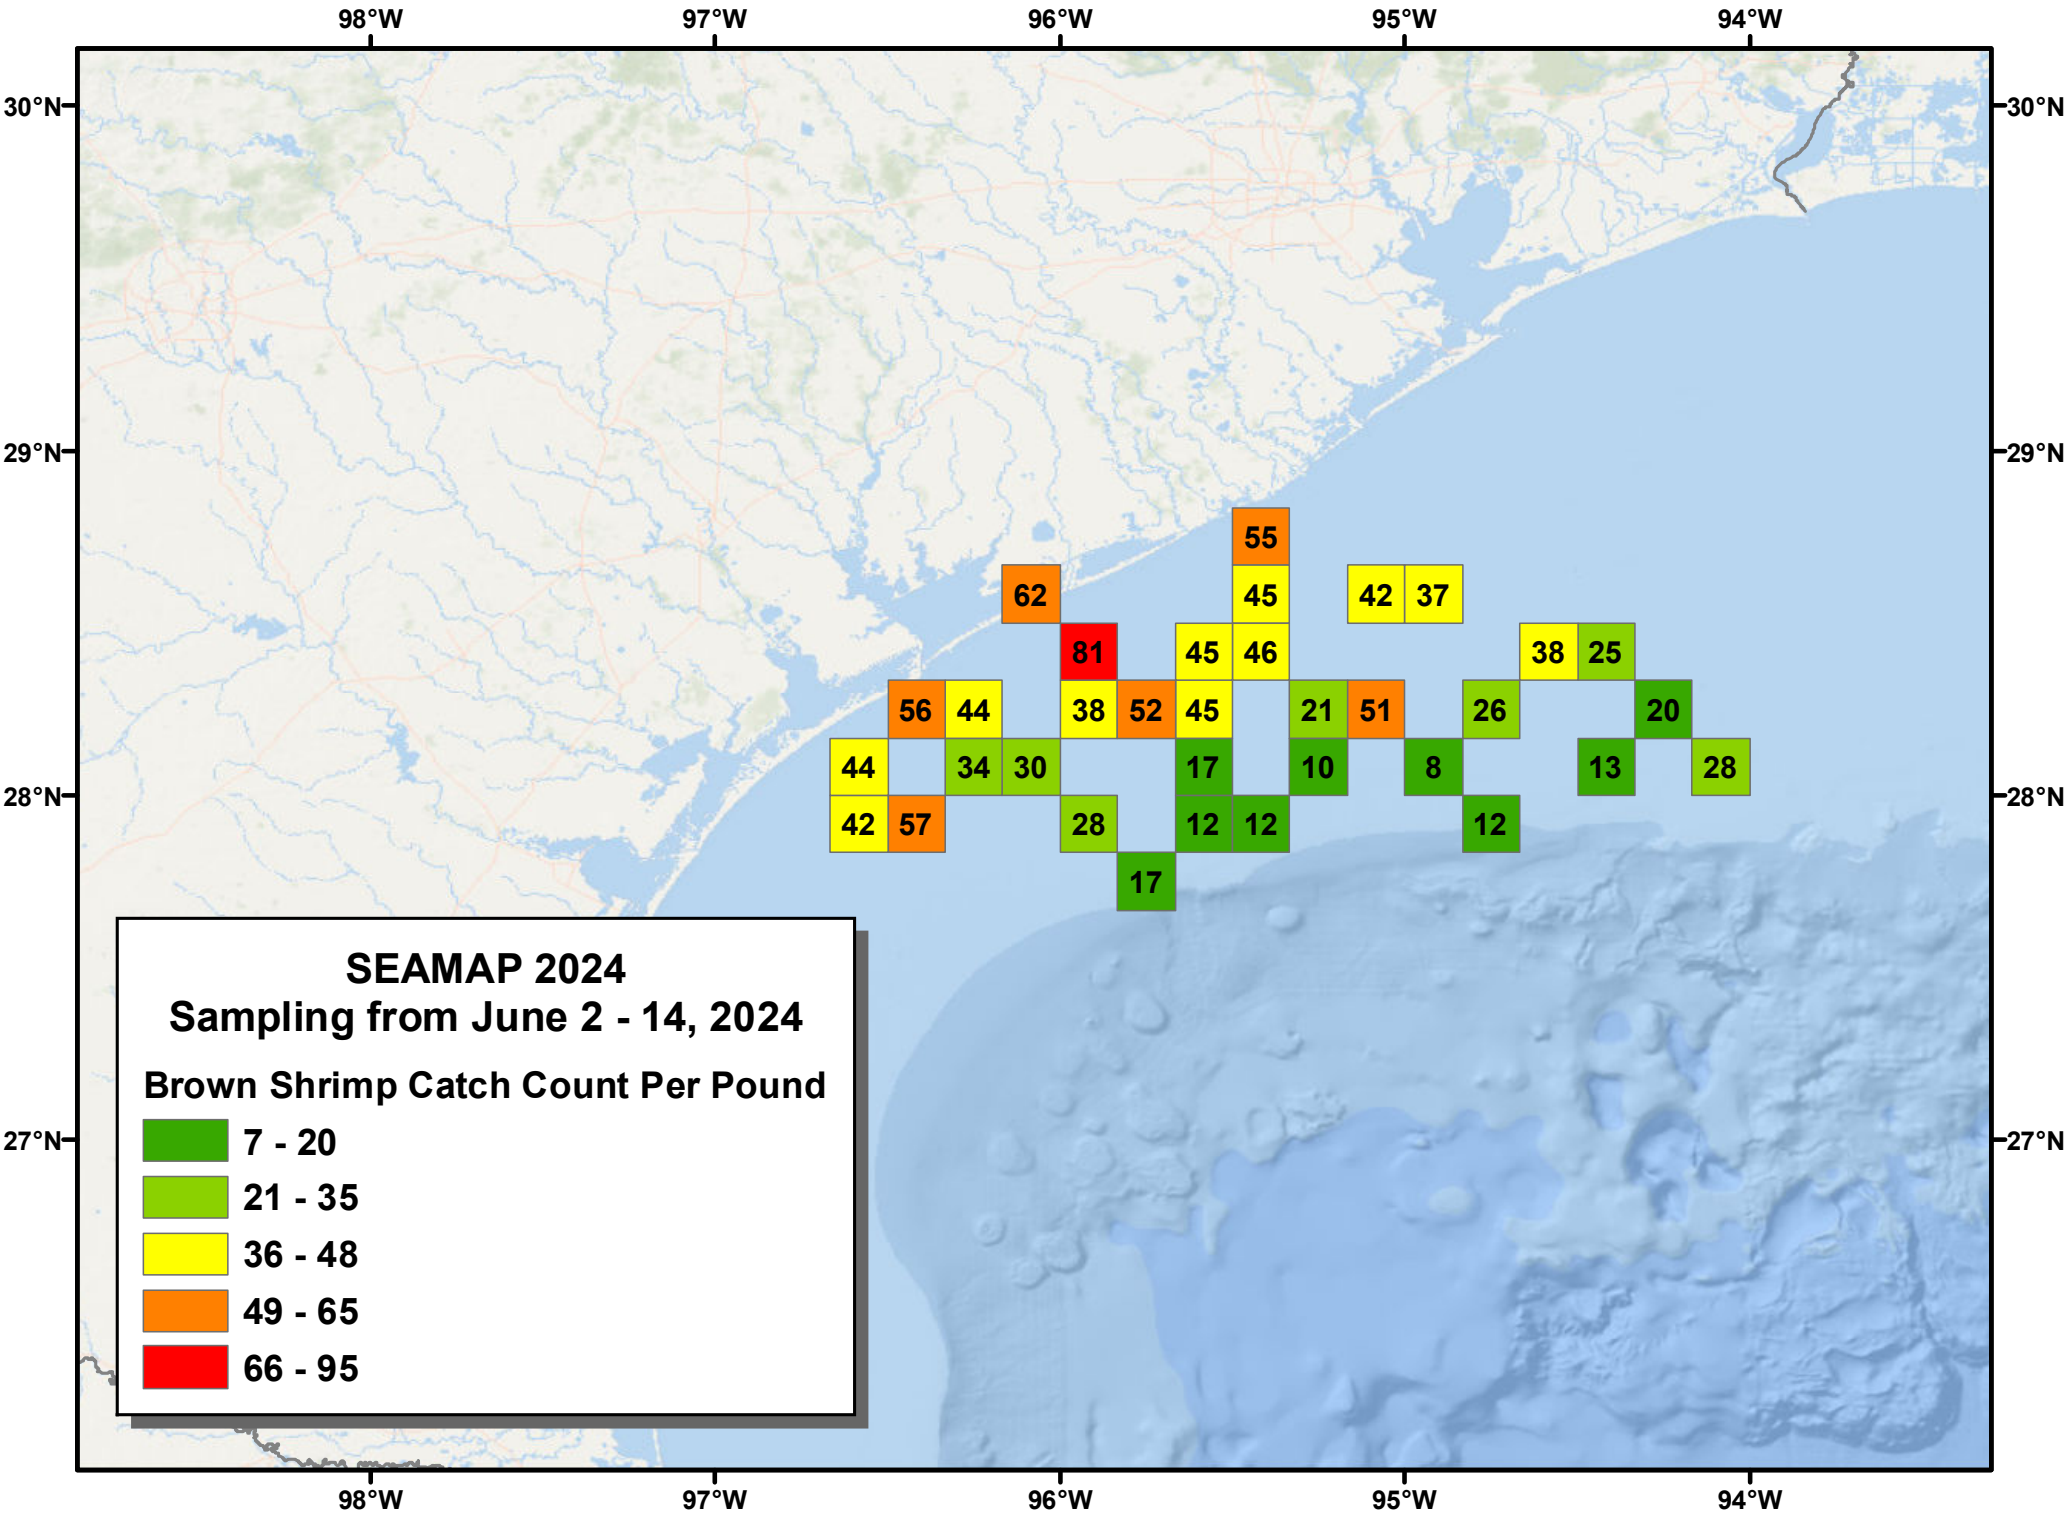 98°W 97°W 96°W 95°W 94°W
30°N 30°N
29°N 29°N
55
62 45 42 37
81 45 46 38 25
56 44 38 52 45 21 51 26 20
44 34 30 17 10 8 13 28
28°N 28°N
42 57 28 12 12 12
17
SEAMAP 2024
Sampling from June 2 - 14, 2024
Brown Shrimp Catch Count Per Pound
7 - 20
27°N 27°N
21 - 35
36 - 48
49 - 65
66 - 95
98°W 97°W 96°W 95°W 94°W